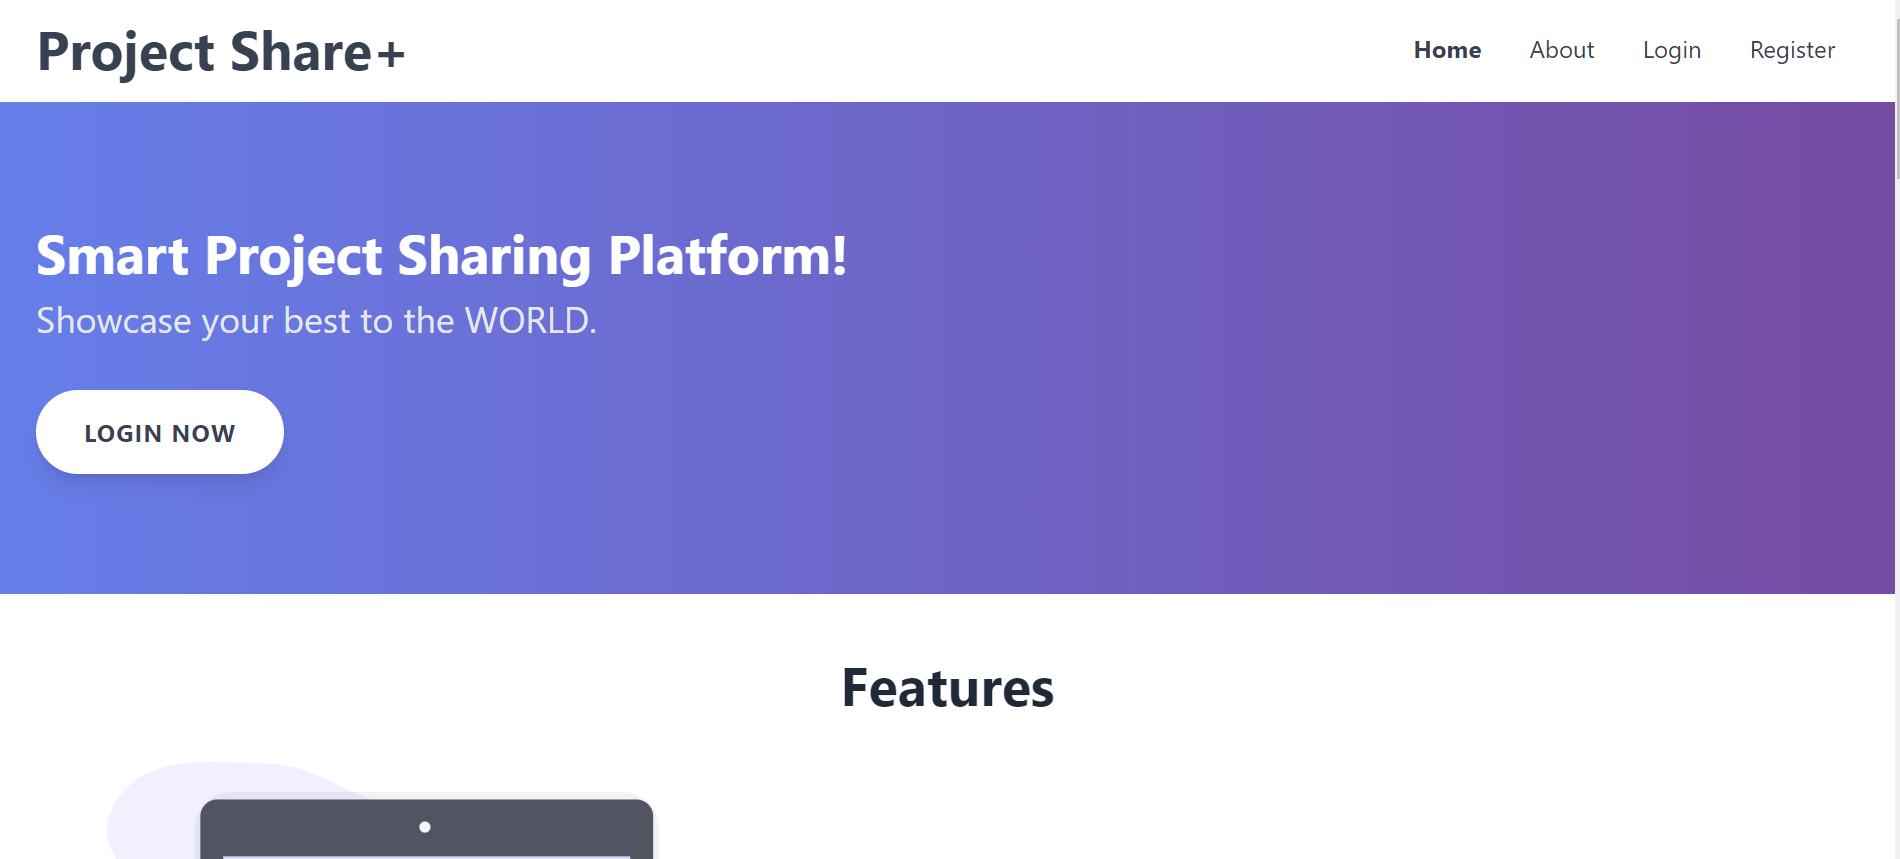 Project Share+
Home About Login Register
Smart Project Sharing Platform!
Showcase your best to the WORLD.
LOGIN NOW
Features